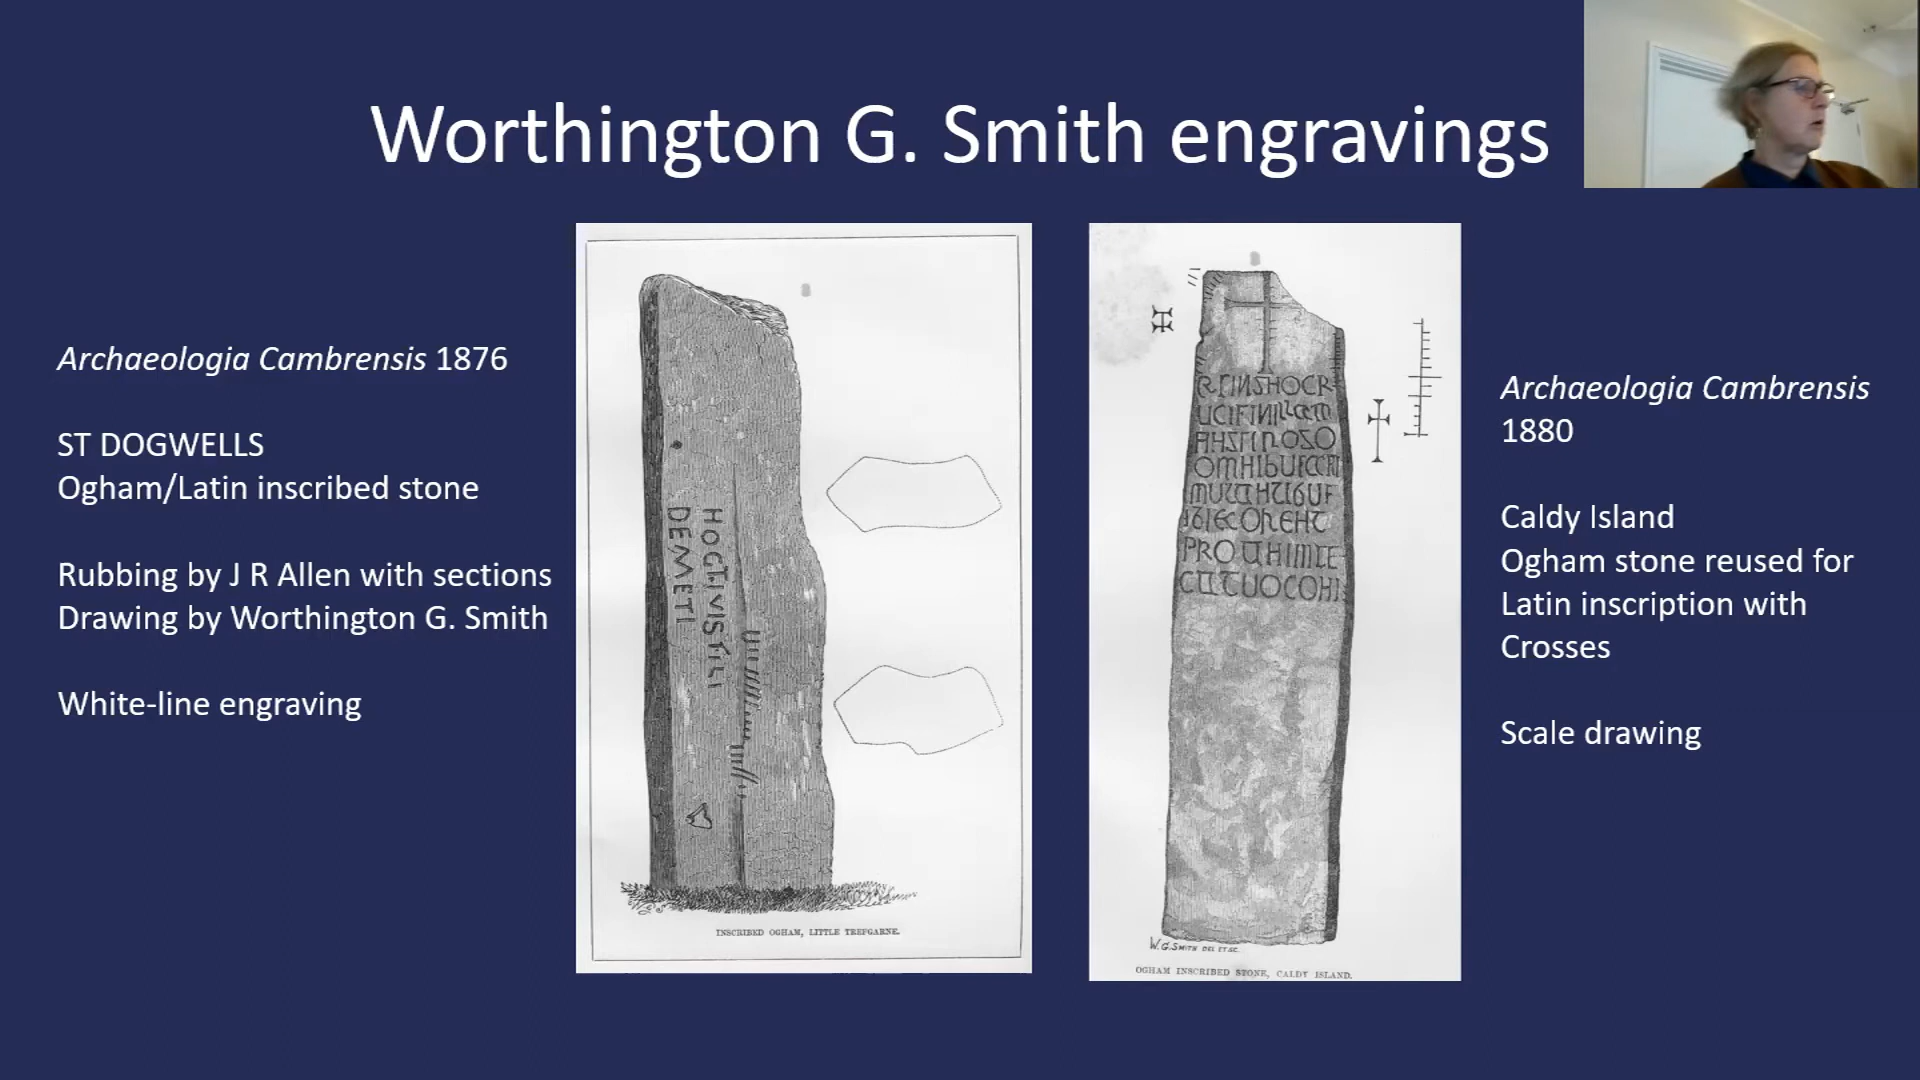 Worthington G. Smith engravings
Archaeologia Cambrensis 1876
ST DOGWELLS
Ogham/Latin inscribed stone
Rubbing by J R Allen with sections
Drawing by Worthington G. Smith
White-line engraving
HOGTIVIS FILI
DEMETI
INSCRIBED OGHAM, LITTLE TREFGARNE.
W.G. SMITH DEL ET SC.
OGHAM INSCRIBED STONE, CALDY ISLAND.
Archaeologia Cambrensis
1880
Caldy Island
Ogham stone reused for
Latin inscription with
Crosses
Scale drawing